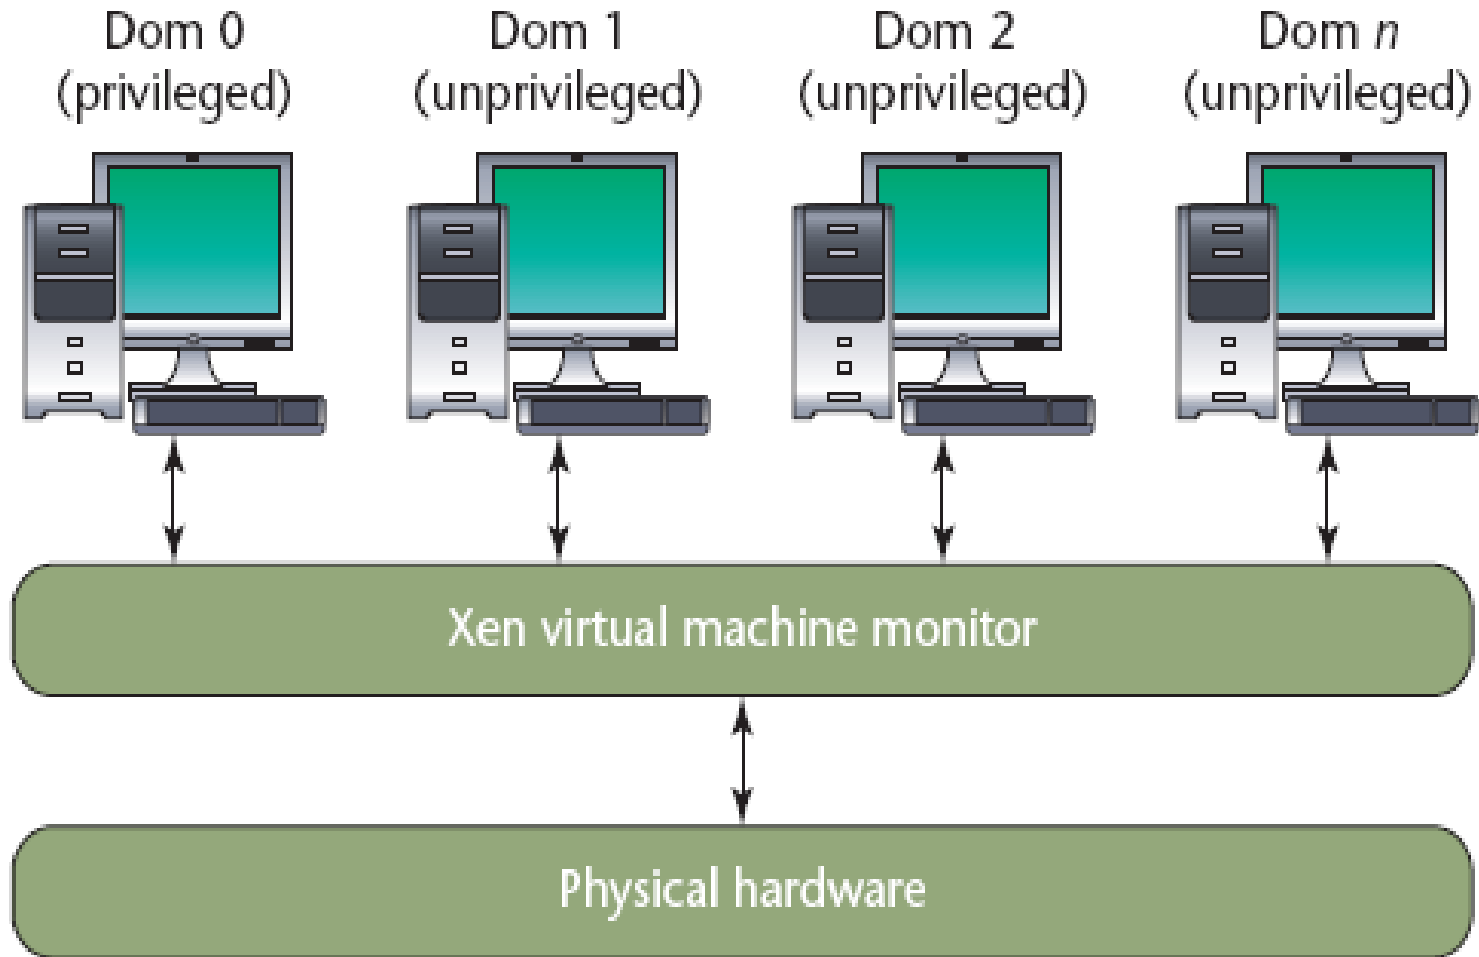 Dom 0
(privileged)
Dom 1
(unprivileged)
Dom 2
(unprivileged)
Dom n
(unprivileged)
Xen virtual machine monitor
Physical hardware